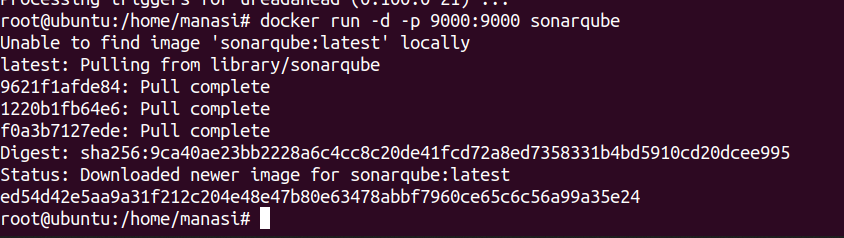 Processing triggers for ureadahead (0.100.0-21) ...
root@ubuntu:/home/manasi# docker run -d -p 9000:9000 sonarqube
Unable to find image 'sonarqube:latest' locally
latest: Pulling from library/sonarqube
9621f1afde84: Pull complete
1220b1fb64e6: Pull complete
f0a3b7127ede: Pull complete
Digest: sha256:9ca40ae23bb2228a6c4cc8c20de41fcd72a8ed7358331b4bd5910cd20dcee995
Status: Downloaded newer image for sonarqube:latest
ed54d42e5aa9a31f212c204e48e47b80e63478abbf7960ce65c6c56a99a35e24
root@ubuntu:/home/manasi#